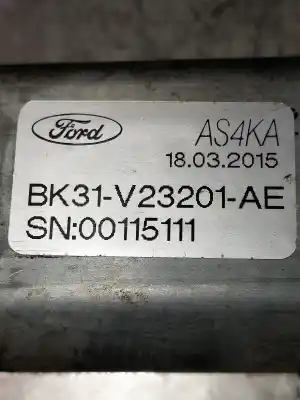 Ford
AS4KA
18.03.2015
BK31-V23201-AE
SN:00115111